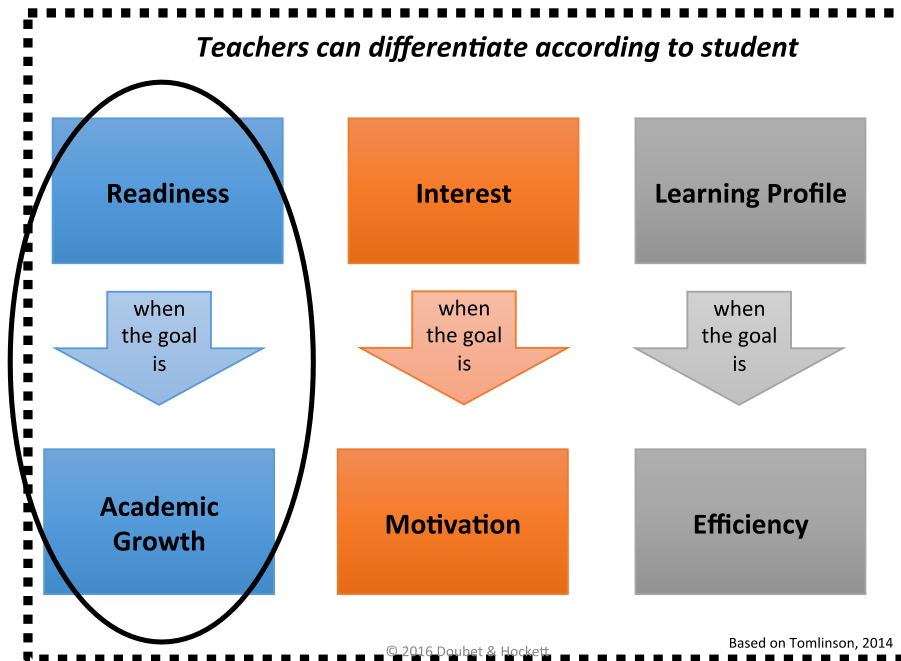 Teachers can differentiate according to student
Readiness
Interest
Learning Profile
when
the goal
is
when
the goal
is
when
the goal
is
Academic
Growth
Motivation
Efficiency
Based on Tomlinson, 2014
© 2016 Doubet & Hockett